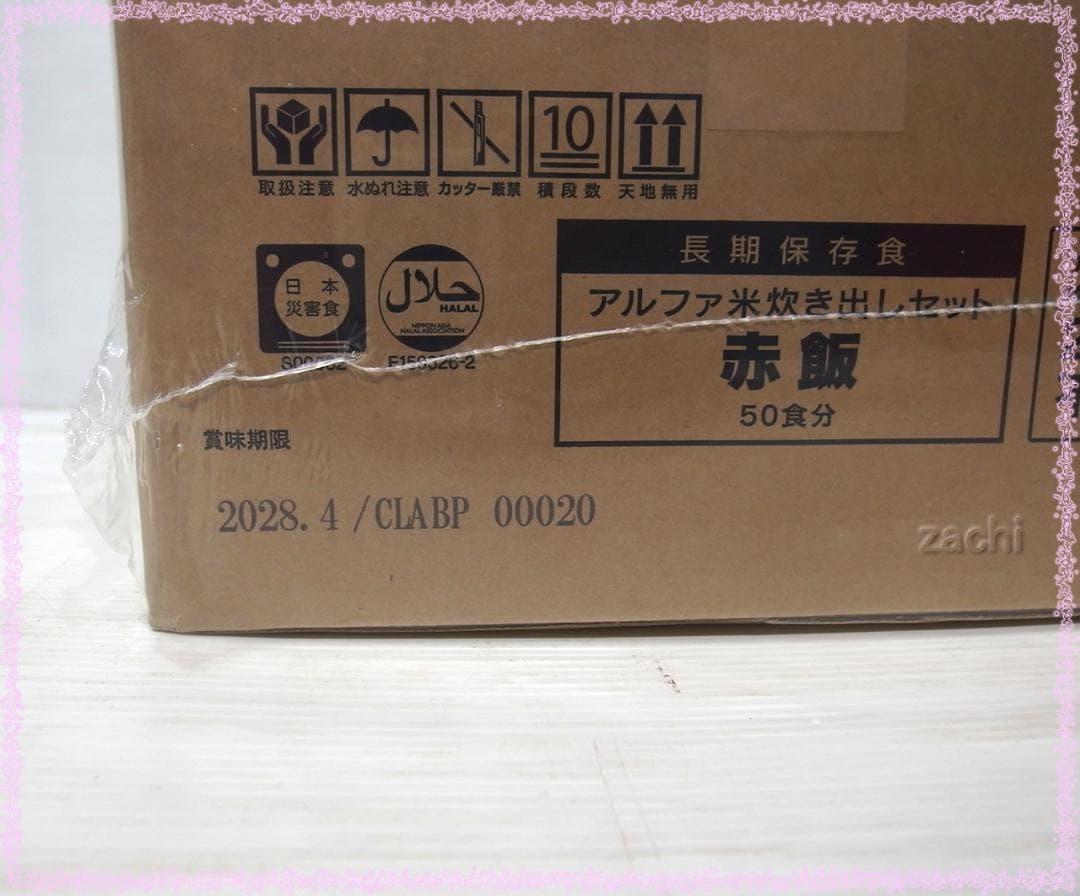 10
取扱注意 水ぬれ注意 カッター厳禁 積段数 天地無用
日本
災害食
حلال
HALAL
NIPPON ASIA
HALAL ASSOCIATION
長期保存食
アルファ米炊き出しセット
赤飯
50食分
賞味期限
2028.4 /CLABP 00020
zachi